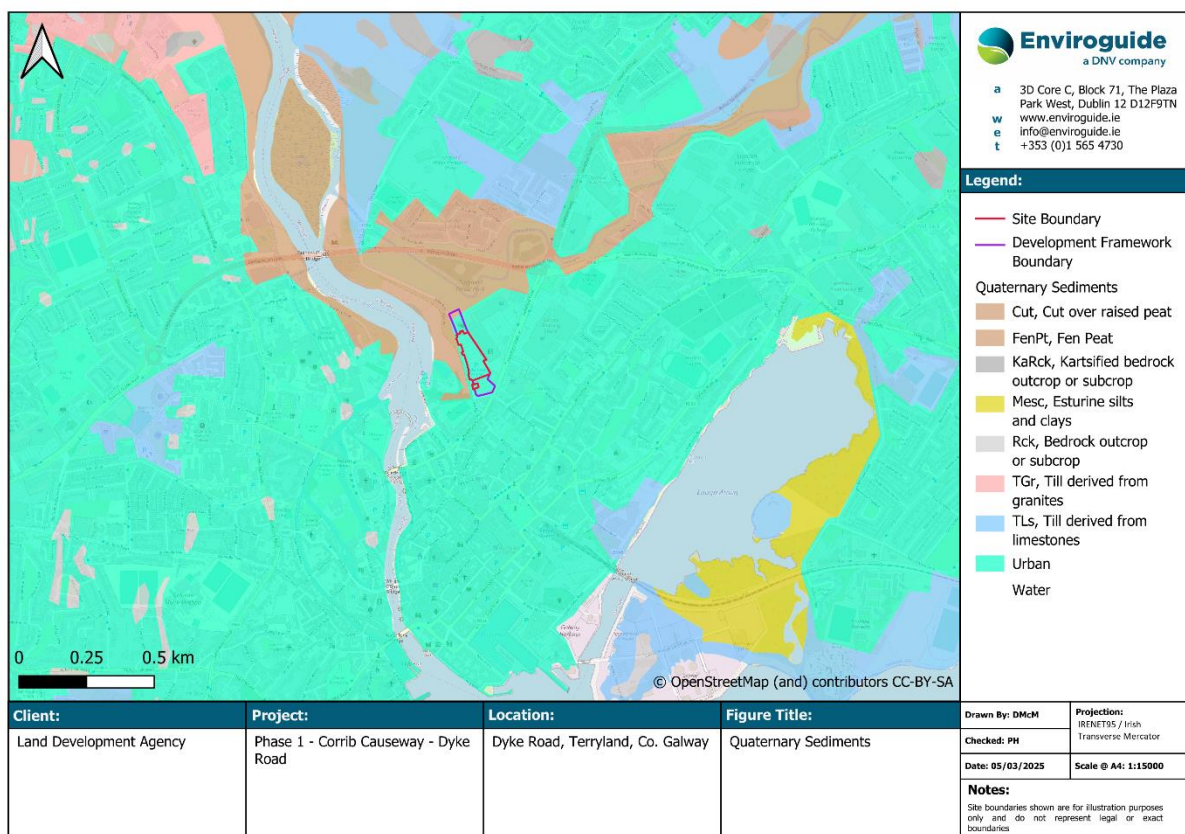 Enviroguide
a DNV company
a 3D Core C, Block 71, The Plaza
Park West, Dublin 12 D12F9TN
w www.enviroguide.ie
e info@enviroguide.ie
t +353 (0)1 565 4730
Legend:
Site Boundary
Development Framework
Boundary
Quaternary Sediments
Cut, Cut over raised peat
FenPt, Fen Peat
KaRck, Kartsified bedrock
outcrop or subcrop
Mesc, Esturine silts
and clays
Rck, Bedrock outcrop
or subcrop
TGr, Till derived from
granites
TLs, Till derived from
limestones
Urban
Water
Lough Atalia
0 0.25 0.5 km
© OpenStreetMap (and) contributors CC-BY-SA
Client:
Land Development Agency
Project:
Phase 1 - Corrib Causeway - Dyke
Road
Location:
Dyke Road, Terryland, Co. Galway
Figure Title:
Quaternary Sediments
Drawn By: DMcM
Projection:
IRENET95 / Irish
Transverse Mercator
Checked: PH
Date: 05/03/2025
Scale @ A4: 1:15000
Notes:
Site boundaries shown are for illustration purposes
only and do not represent legal or exact
boundaries